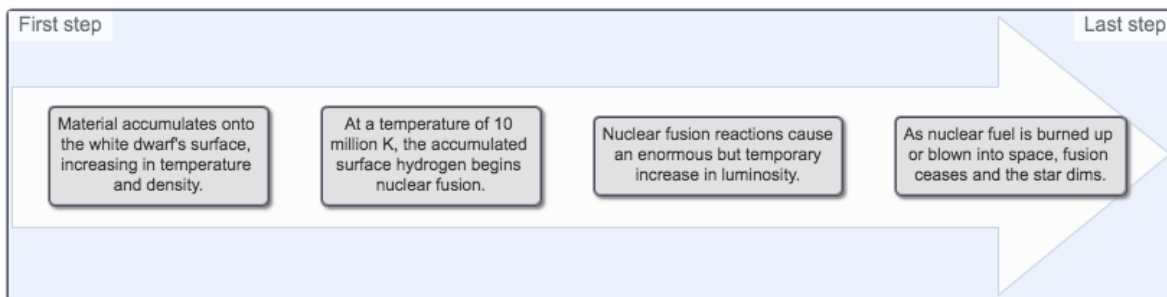 First step
Last step
Material accumulates onto
the white dwarf's surface,
increasing in temperature
and density.
At a temperature of 10
million K, the accumulated
surface hydrogen begins
nuclear fusion.
Nuclear fusion reactions cause
an enormous but temporary
increase in luminosity.
As nuclear fuel is burned up
or blown into space, fusion
ceases and the star dims.